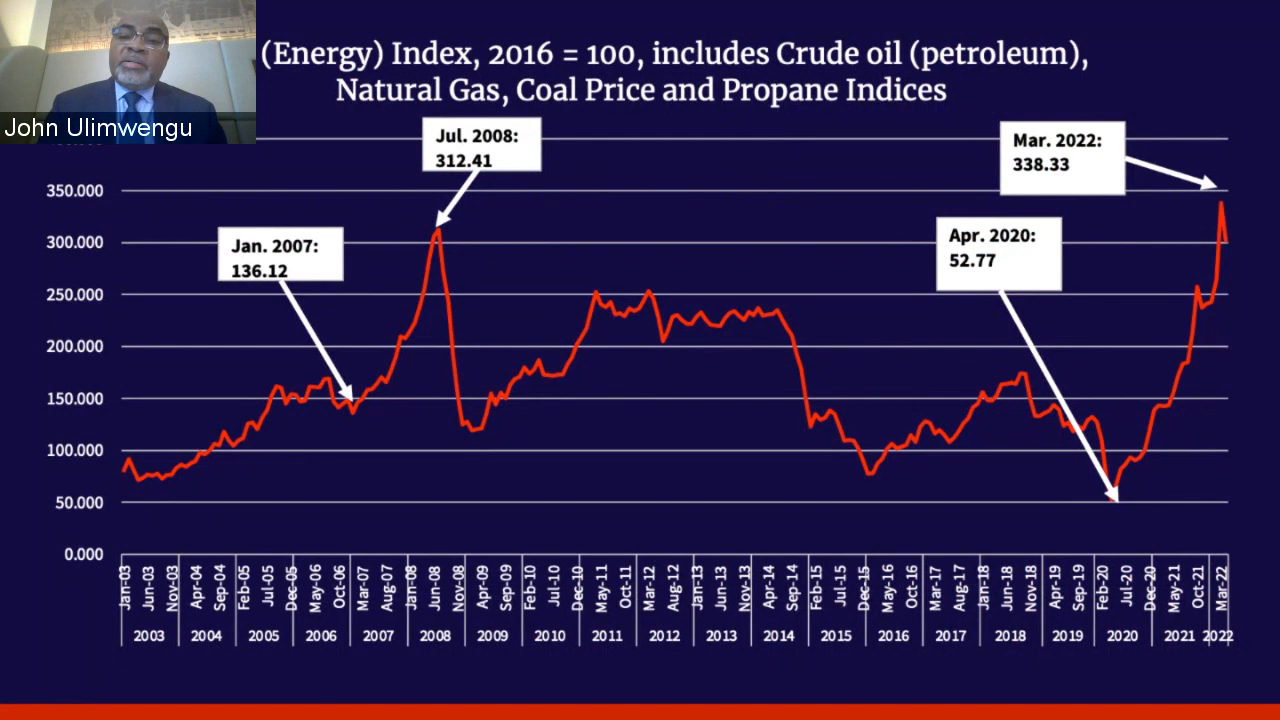 (Energy) Index, 2016 = 100, includes Crude oil (petroleum),
Natural Gas, Coal Price and Propane Indices
John Ulimwengu
Jul. 2008:
312.41
Mar. 2022:
338.33
Jan. 2007:
136.12
Apr. 2020:
52.77
350.000
300.000
250.000
200.000
150.000
100.000
50.000
0.000
Jan-03 Jun-03 Nov-03 Apr-04 Sep-04 Feb-05 Jul-05 Dec-05 May-06 Oct-06 Mar-07 Aug-07 Jan-08 Jun-08 Nov-08 Apr-09 Sep-09 Feb-10 Jul-10 Dec-10 May-11 Oct-11 Mar-12 Aug-12 Jan-13 Jun-13 Nov-13 Apr-14 Sep-14 Feb-15 Jul-15 Dec-15 May-16 Oct-16 Mar-17 Aug-17 Jan-18 Jun-18 Nov-18 Apr-19 Sep-19 Feb-20 Jul-20 Dec-20 May-21 Oct-21 Mar-22
2003 2004 2005 2006 2007 2008 2009 2010 2011 2012 2013 2014 2015 2016 2017 2018 2019 2020 2021 2022